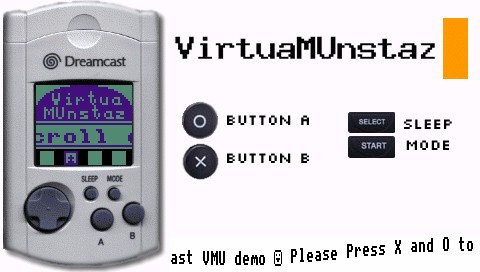 VirtuaMUnstaz
Dreamcast
Virtua
MUnstaz
croll
SLEEP MODE
A
B
BUTTON A
BUTTON B
SELECT
SLEEP
START
MODE
ast VMU demo Please Press X and O to